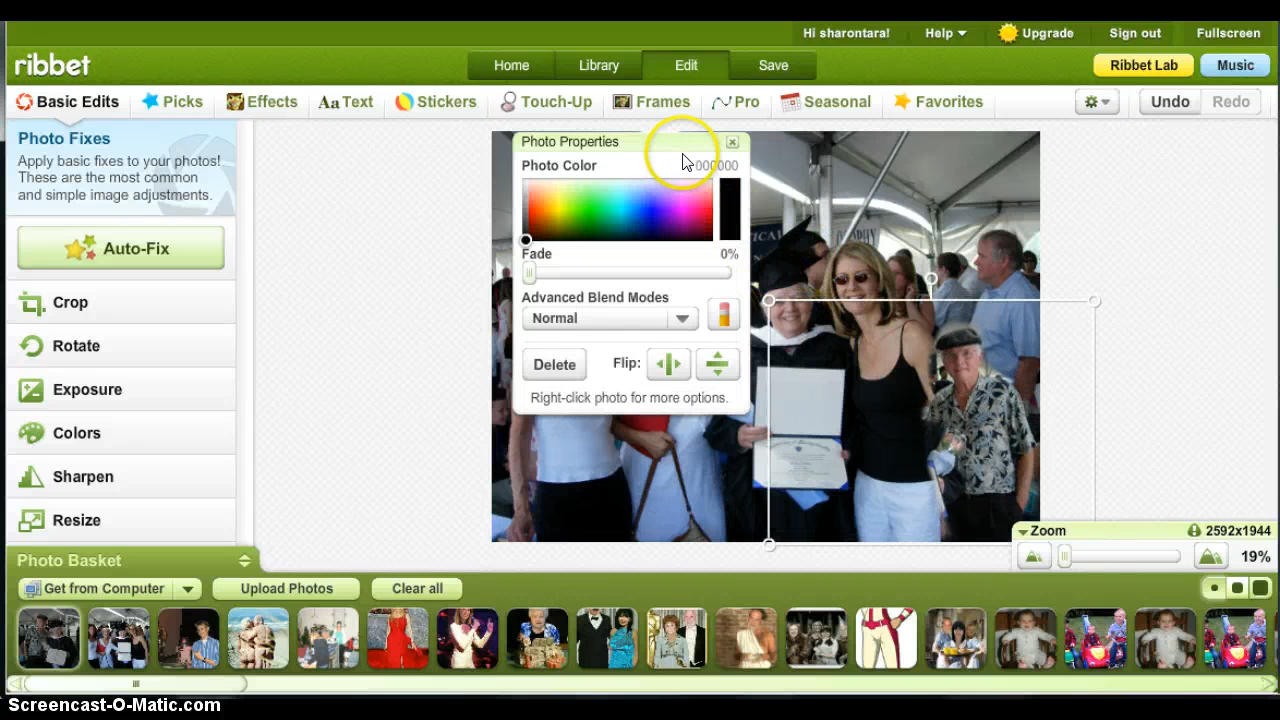 Hi sharontara!
Help
Upgrade
Sign out
Fullscreen
ribbet
Home
Library
Edit
Save
Ribbet Lab
Music
Basic Edits
Picks
Effects
Aa Text
Stickers
Touch-Up
Frames
Pro
Seasonal
Favorites
Undo
Redo
Photo Fixes
Apply basic fixes to your photos!
These are the most common
and simple image adjustments.
Auto-Fix
Crop
Rotate
Exposure
Colors
Sharpen
Resize
Photo Properties
Photo Color
000000
Fade
0%
Advanced Blend Modes
Normal
Delete
Flip:
Right-click photo for more options.
Zoom
2592x1944
19%
Photo Basket
Get from Computer
Upload Photos
Clear all
Screencast-O-Matic.com